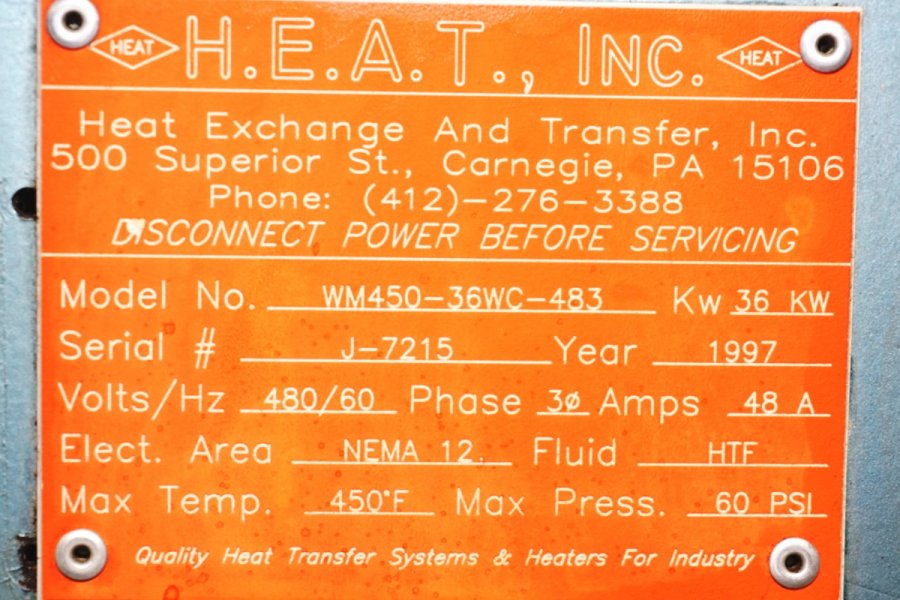 HEAT H.E.A.T., INC. HEAT
Heat Exchange And Transfer, Inc.
500 Superior St., Carnegie, PA 15106
Phone: (412)-276-3388
DISCONNECT POWER BEFORE SERVICING
Model No. WM450-36WC-483 Kw 36 KW
Serial # J-7215 Year 1997
Volts/Hz 480/60 Phase 3ø Amps 48 A
Elect. Area NEMA 12. Fluid HTF
Max Temp. 450°F Max Press. 60 PSI
Quality Heat Transfer Systems & Heaters For Industry